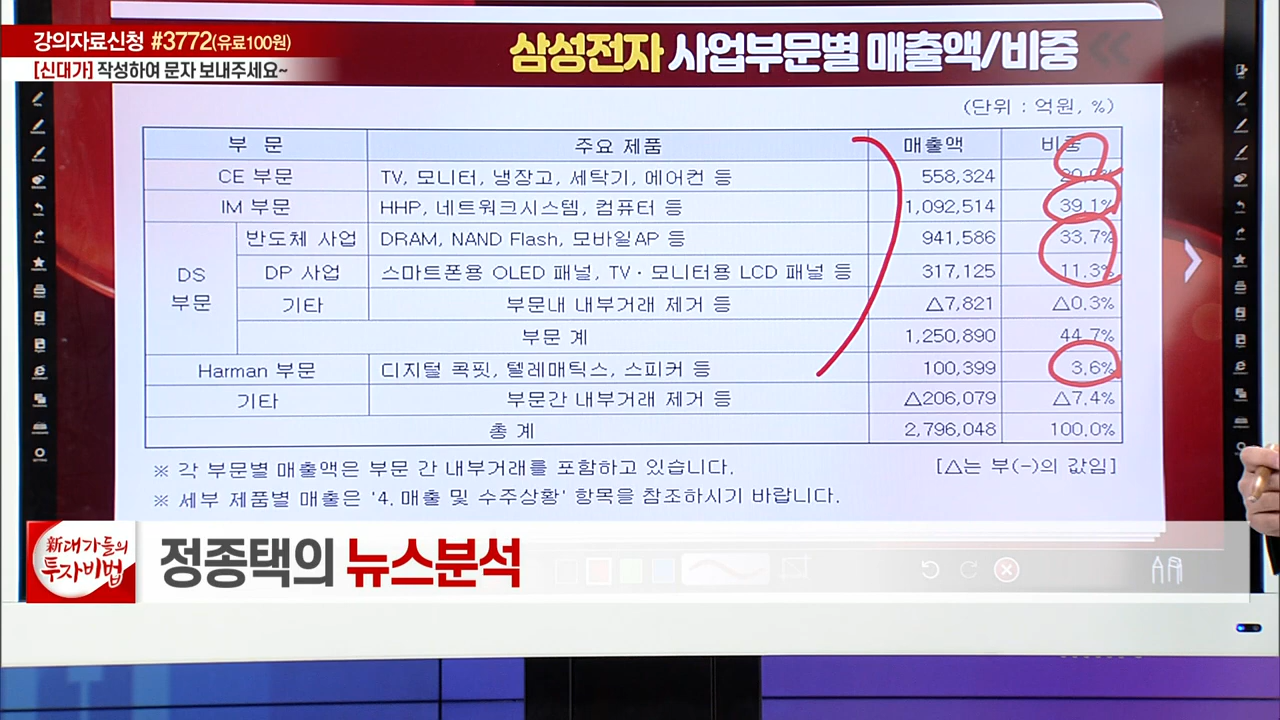 강의자료신청 #3772(유료100원)
[신대가] 작성하여 문자 보내주세요~
삼성전자 사업부문별 매출액/비중
(단위 : 억원, %)
부 문 주요 제품 매출액 비중
CE 부문 TV, 모니터, 냉장고, 세탁기, 에어컨 등 558,324
IM 부문 HHP, 네트워크시스템, 컴퓨터 등 1,092,514 39.1%
DS 부문 반도체 사업 DRAM, NAND Flash, 모바일AP 등 941,586 33.7%
DP 사업 스마트폰용 OLED 패널, TV·모니터용 LCD 패널 등 317,125 11.3%
기타 부문내 내부거래 제거 등 △7,821 △0.3%
부문 계 1,250,890 44.7%
Harman 부문 디지털 콕핏, 텔레매틱스, 스피커 등 100,399 3.6%
기타 부문간 내부거래 제거 등 △206,079 △7.4%
총 계 2,796,048 100.0%
※ 각 부문별 매출액은 부문 간 내부거래를 포함하고 있습니다. [△는 부(-)의 값임]
※ 세부 제품별 매출은 '4. 매출 및 수주상황' 항목을 참조하시기 바랍니다.
新대가들의
투자비법
정종택의 뉴스분석